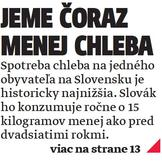 JEME ČORAZ
MENEJ CHLEBA
Spotreba chleba na jedného
obyvateľa na Slovensku je
historicky najnižšia. Slovák
ho konzumuje ročne o 15
kilogramov menej ako pred
dvadsiatimi rokmi.
viac na strane 13